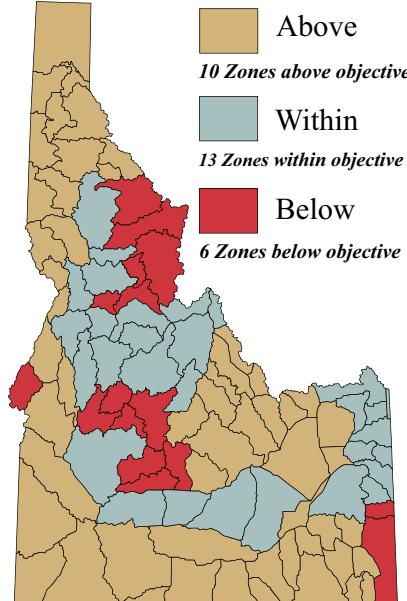 Above
10 Zones above objective
Within
13 Zones within objective
Below
6 Zones below objective